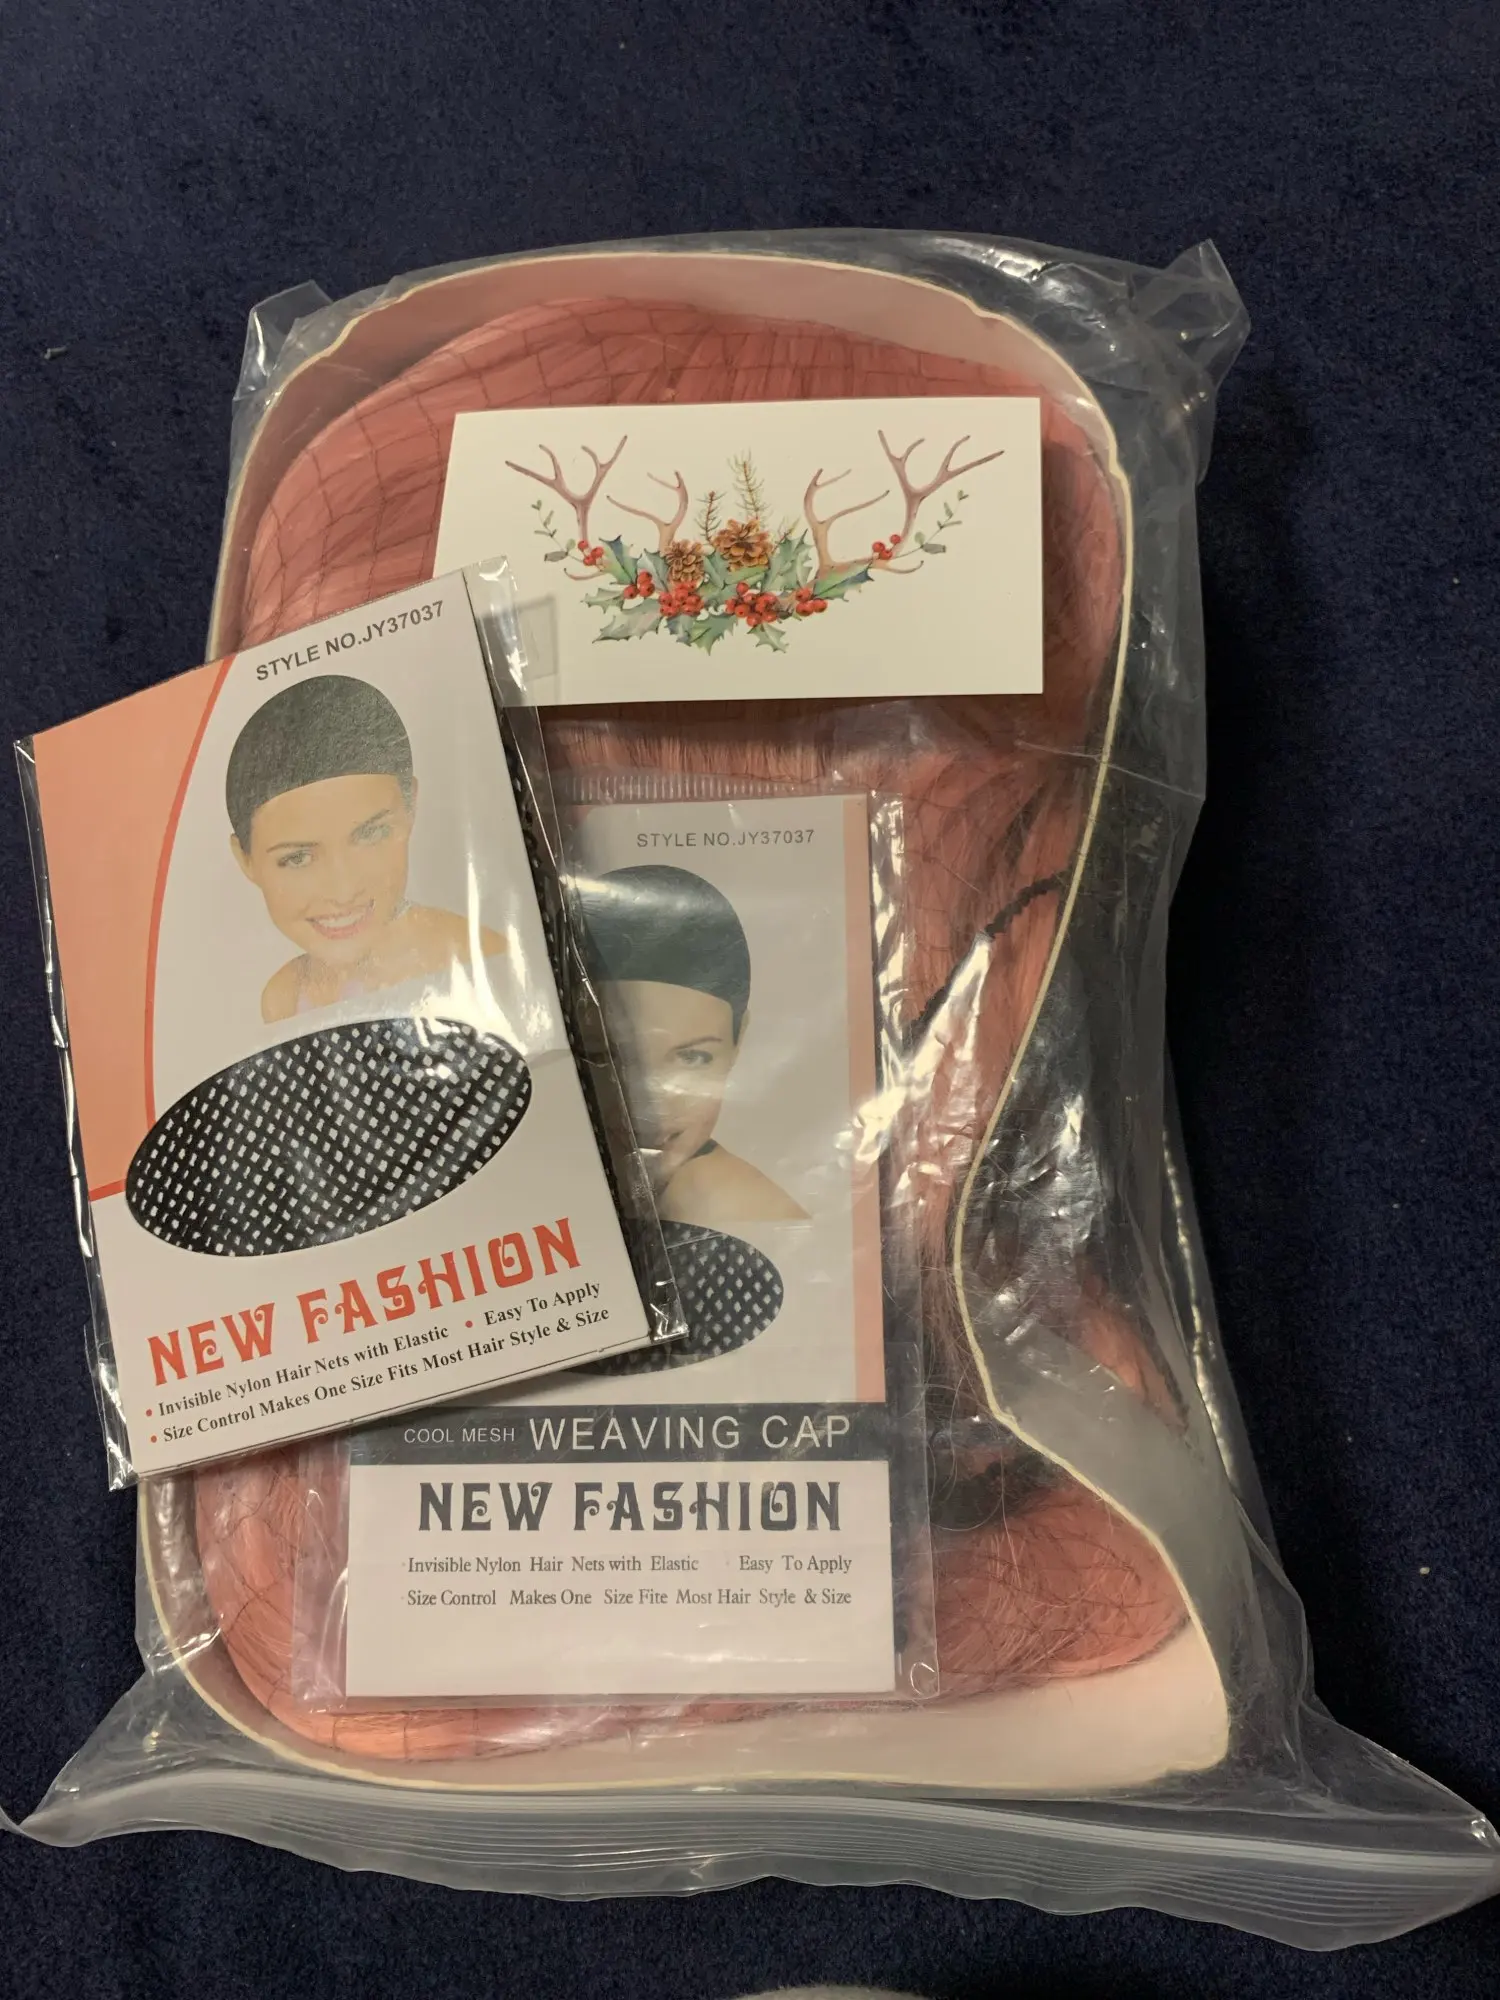 STYLE NO.JY37037
NEW FASHION
• Invisible Nylon Hair Nets with Elastic • Easy To Apply
• Size Control Makes One Size Fits Most Hair Style & Size
STYLE NO.JY37037
COOL MESH WEAVING CAP
NEW FASHION
·Invisible Nylon Hair Nets with Elastic · Easy To Apply
·Size Control Makes One Size Fite Most Hair Style & Size